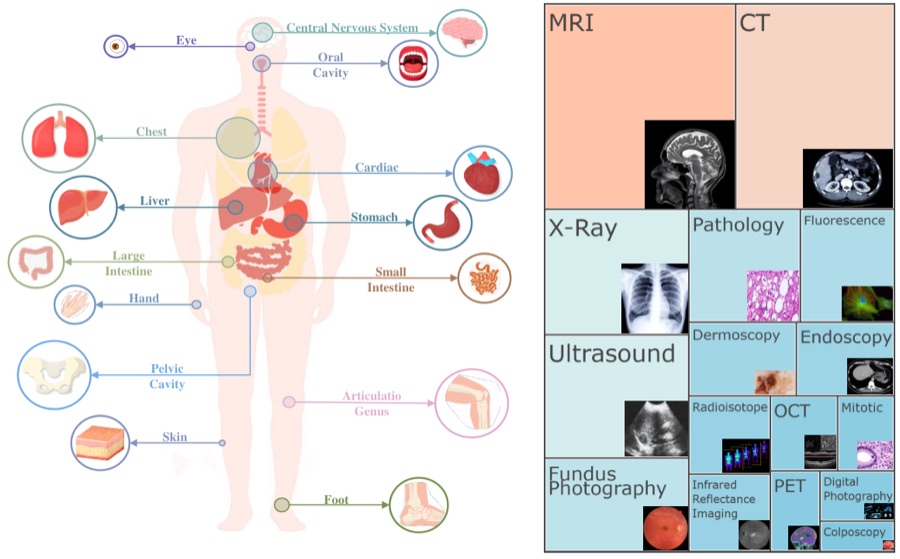 Central Nervous System
Eye
Oral
Cavity
Chest
Cardiac
Liver
Stomach
Large
Intestine
Small
Intestine
Hand
Pelvic
Cavity
Articulatio
Genus
Skin
Foot
MRI
CT
X-Ray
Pathology
Fluorescence
Ultrasound
Dermoscopy
Endoscopy
Radioisotope
OCT
Mitotic
Fundus
Photography
Infrared
Reflectance
Imaging
PET
Digital
Photography
Colposcopy